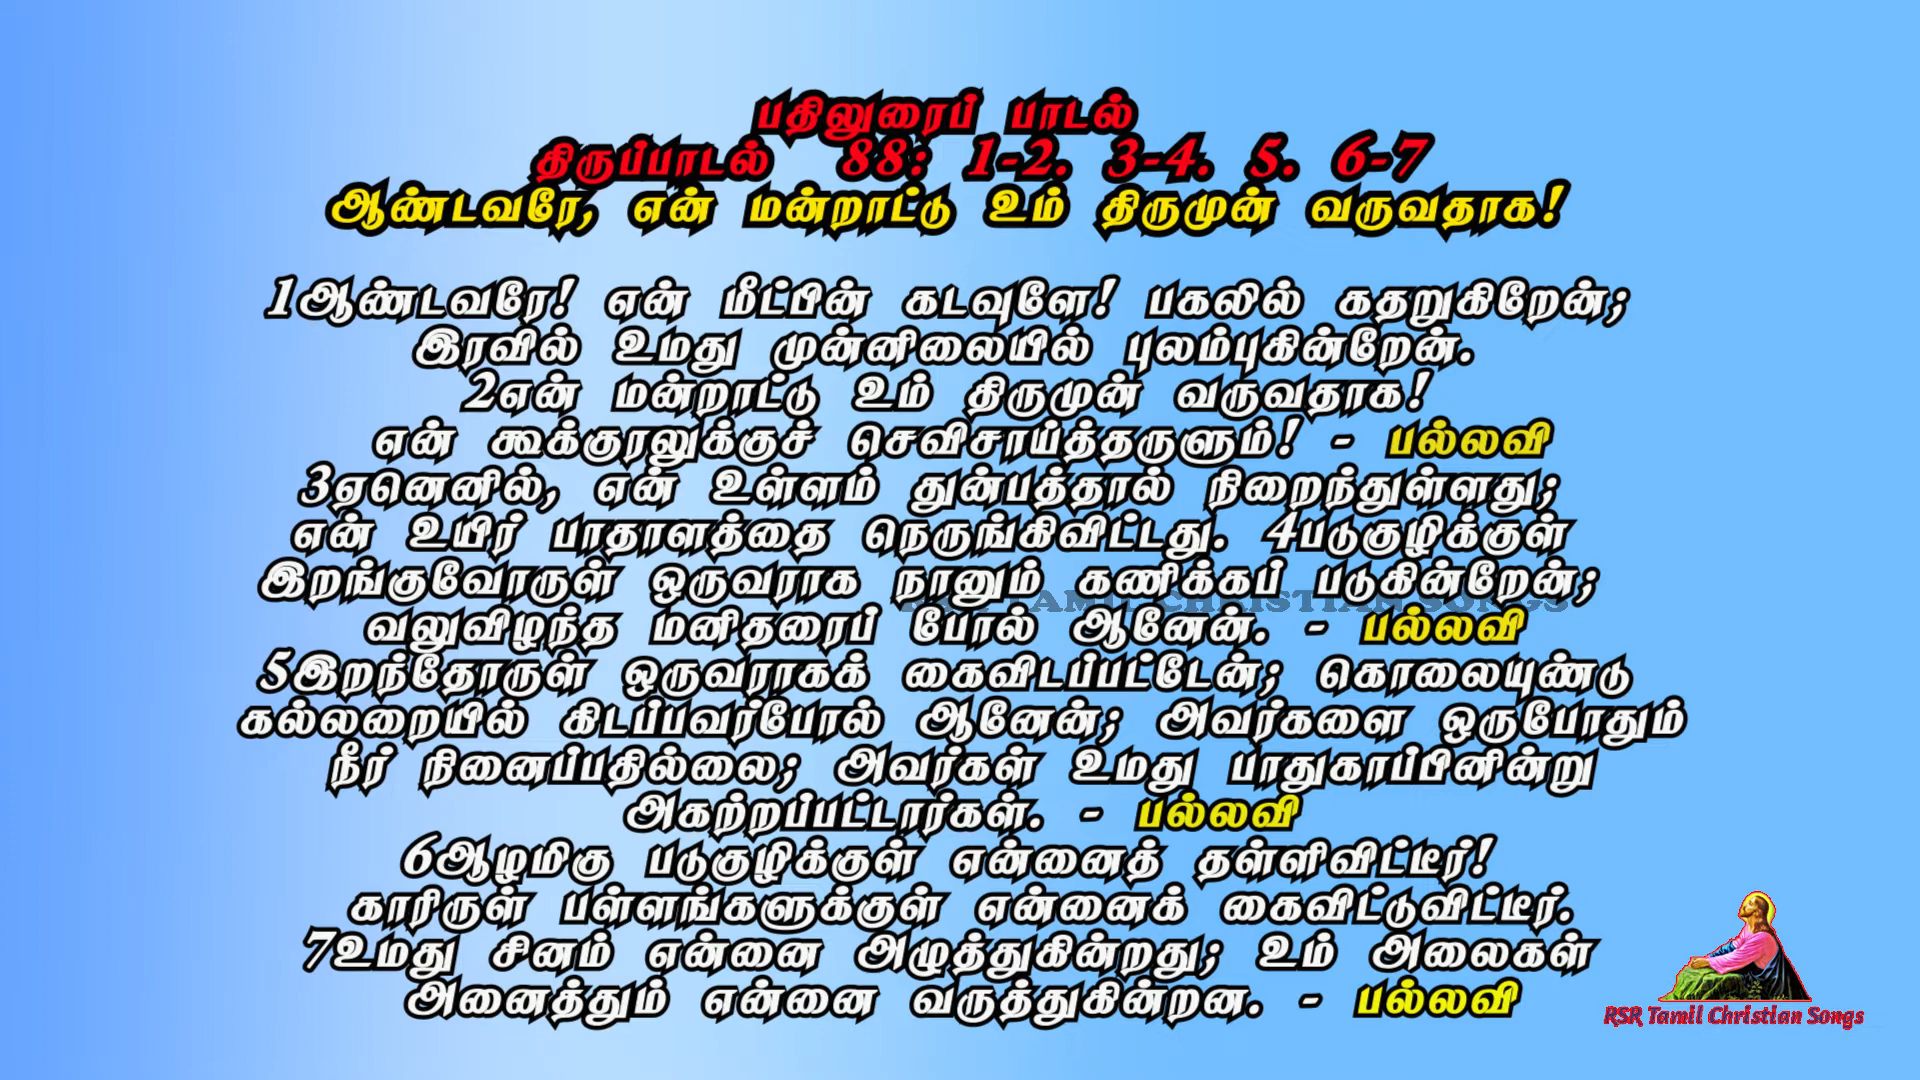 பதிலுரைப் பாடல்
திருப்பாடல் 88: 1-2. 3-4. 5. 6-7
ஆண்டவரே, என் மன்றாட்டு உம் திருமுன் வருவதாக!
1ஆண்டவரே! என் மீட்பின் கடவுளே! பகலில் கதறுகிறேன்;
இரவில் உமது முன்னிலையில் புலம்புகின்றேன்.
2என் மன்றாட்டு உம் திருமுன் வருவதாக!
என் கூக்குரலுக்குச் செவிசாய்த்தருளும்! - பல்லவி
3ஏனெனில், என் உள்ளம் துன்பத்தால் நிறைந்துள்ளது;
என் உயிர் பாதாளத்தை நெருங்கிவிட்டது. 4படுகுழிக்குள்
இறங்குவோருள் ஒருவராக நானும் கணிக்கப் படுகின்றேன்;
RSR TAMIL CHRISTIAN SONGS
வலுவிழந்த மனிதரைப் போல் ஆனேன். - பல்லவி
5இறந்தோருள் ஒருவராகக் கைவிடப்பட்டேன்; கொலையுண்டு
கல்லறையில் கிடப்பவர்போல் ஆனேன்; அவர்களை ஒருபோதும்
நீர் நினைப்பதில்லை; அவர்கள் உமது பாதுகாப்பினின்று
அகற்றப்பட்டார்கள். - பல்லவி
6ஆழமிகு படுகுழிக்குள் என்னைத் தள்ளிவிட்டீர்!
காரிருள் பள்ளங்களுக்குள் என்னைக் கைவிட்டுவிட்டீர்.
7உமது சினம் என்னை அழுத்துகின்றது; உம் அலைகள்
அனைத்தும் என்னை வருத்துகின்றன. - பல்லவி
RSR Tamil Christian Songs